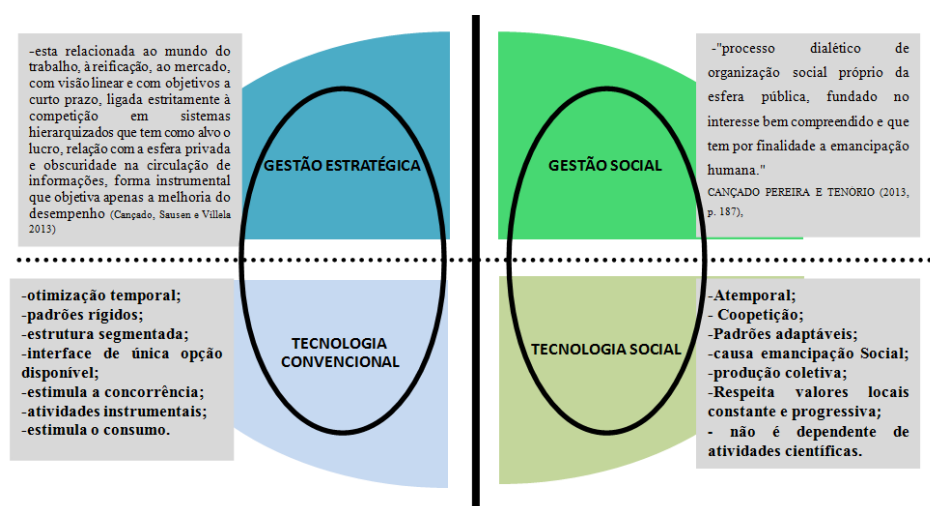 -esta relacionada ao mundo do
trabalho, à reificação, ao mercado,
com visão linear e com objetivos a
curto prazo, ligada estritamente à
competição em sistemas
hierarquizados que tem como alvo o
lucro, relação com a esfera privada
e obscuridade na circulação de
informações, forma instrumental
que objetiva apenas a melhoria do
desempenho (Cançado, Sausen e Villela
2013)
GESTÃO ESTRATÉGICA
GESTÃO SOCIAL
-"processo dialético de
organização social próprio da
esfera pública, fundado no
interesse bem compreendido e que
tem por finalidade a emancipação
humana."
CANÇADO PEREIRA E TENÓRIO (2013,
p. 187),
-otimização temporal;
-padrões rígidos;
-estrutura segmentada;
-interface de única opção
disponível;
-estimula a concorrência;
-atividades instrumentais;
-estimula o consumo.
TECNOLOGIA
CONVENCIONAL
TECNOLOGIA SOCIAL
-Atemporal;
- Coopetição;
-Padrões adaptáveis;
-causa emancipação Social;
-produção coletiva;
-Respeita valores locais
constante e progressiva;
- não é dependente de
atividades científicas.